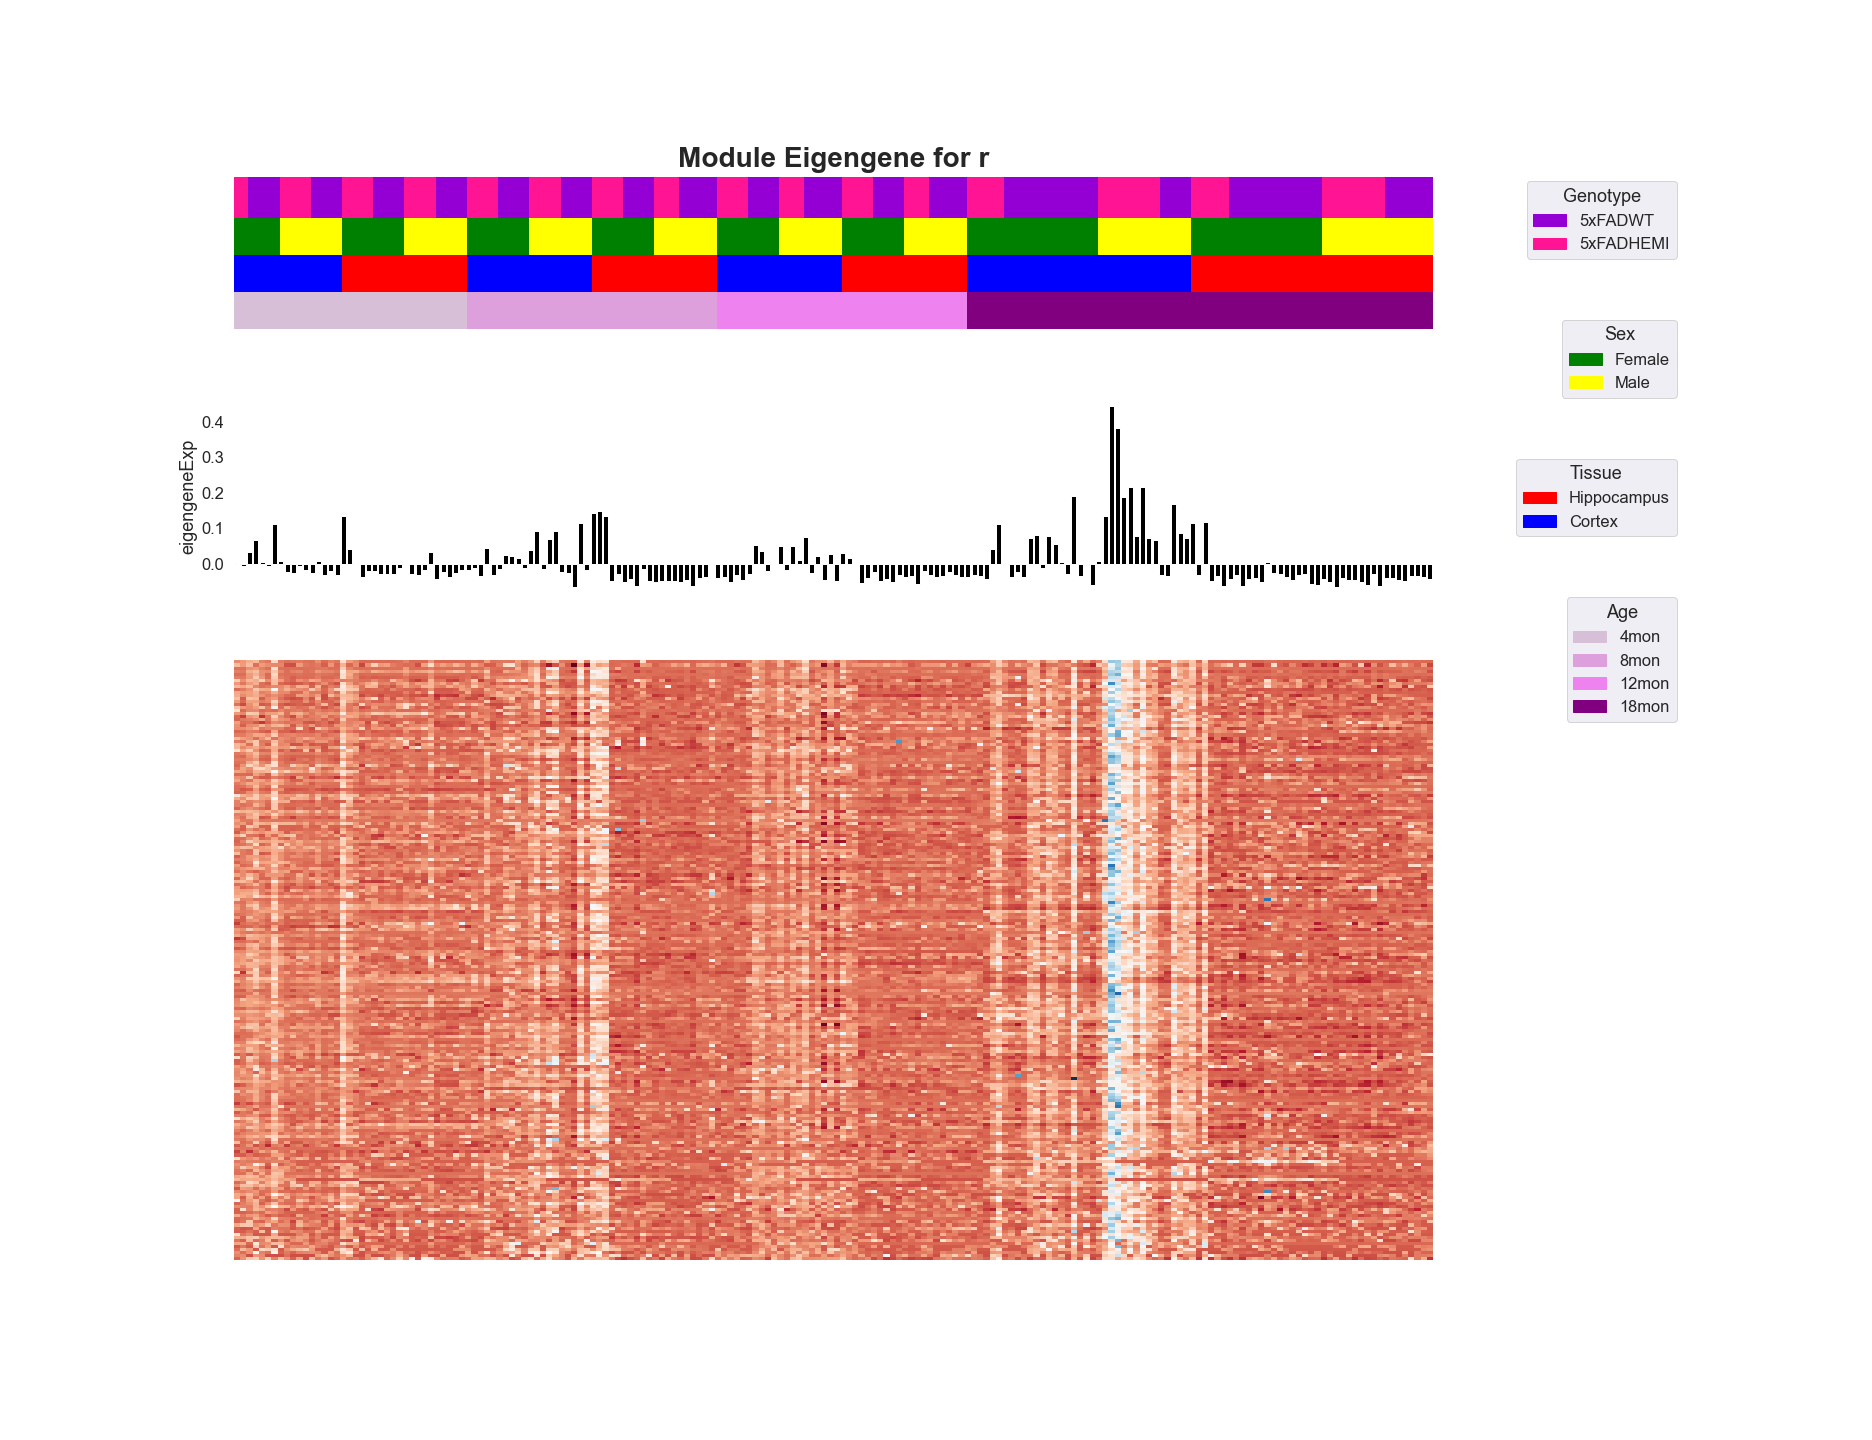 Module Eigengene for r
Genotype
5xFADWT
5xFADHEMI
Sex
Female
Male
Tissue
Hippocampus
Cortex
Age
4mon
8mon
12mon
18mon
eigengeneExp
0.4
0.3
0.2
0.1
0.0